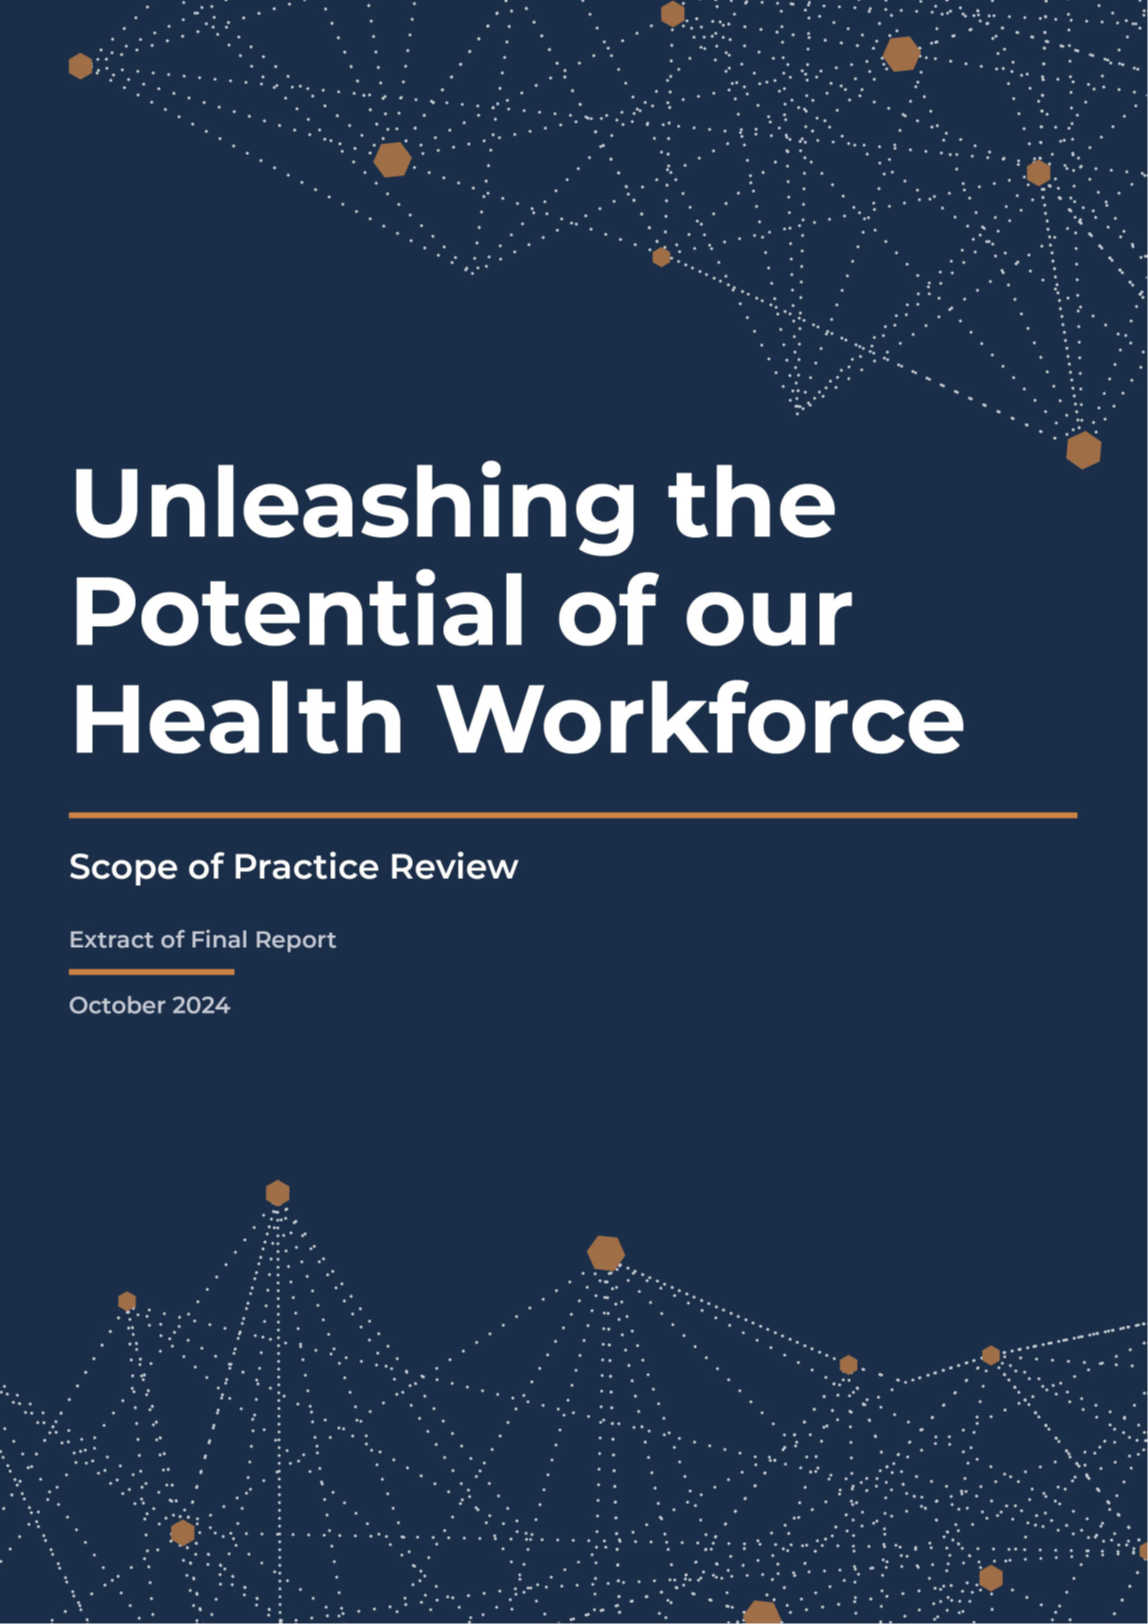 Unleashing the
Potential of our
Health Workforce
Scope of Practice Review
Extract of Final Report
October 2024